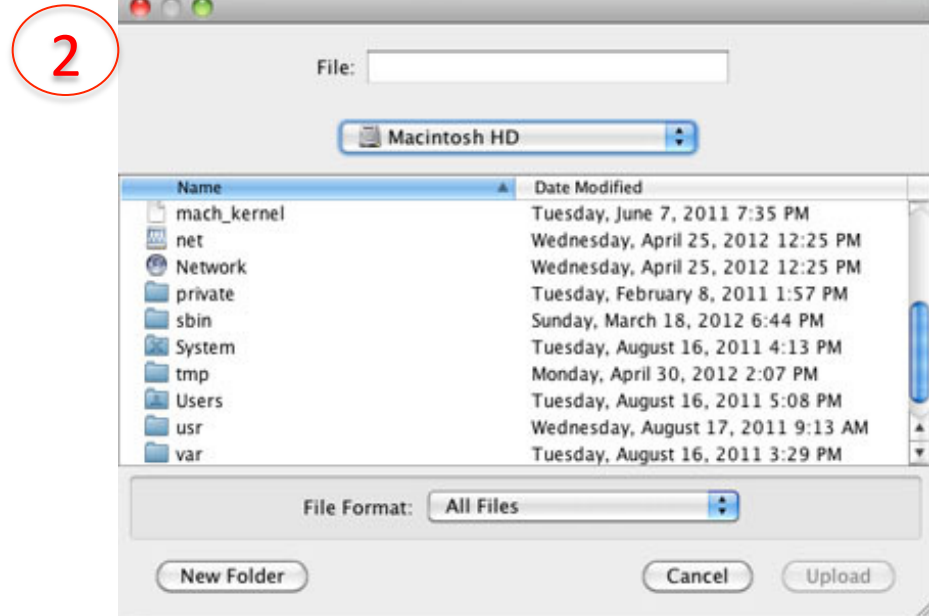 2
File:
Macintosh HD
Name Date Modified
mach_kernel Tuesday, June 7, 2011 7:35 PM
net Wednesday, April 25, 2012 12:25 PM
Network Wednesday, April 25, 2012 12:25 PM
private Tuesday, February 8, 2011 1:57 PM
sbin Sunday, March 18, 2012 6:44 PM
System Tuesday, August 16, 2011 4:13 PM
tmp Monday, April 30, 2012 2:07 PM
Users Tuesday, August 16, 2011 5:08 PM
usr Wednesday, August 17, 2011 9:13 AM
var Tuesday, August 16, 2011 3:29 PM
File Format: All Files
New Folder Cancel Upload